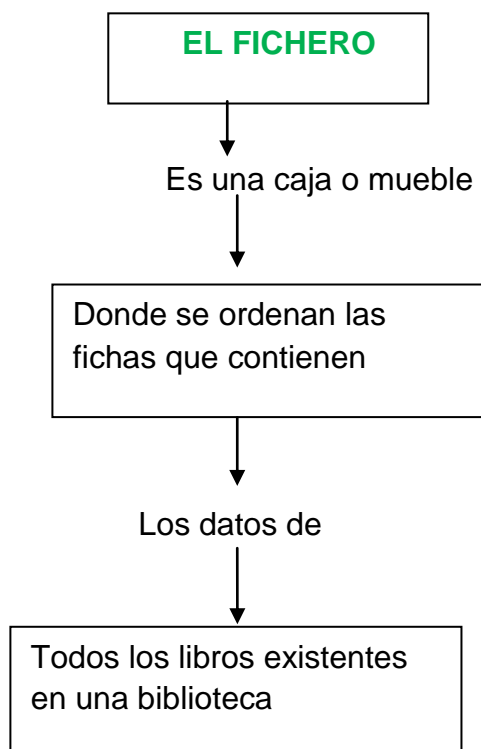 EL FICHERO
Es una caja o mueble
Donde se ordenan las
fichas que contienen
Los datos de
Todos los libros existentes
en una biblioteca